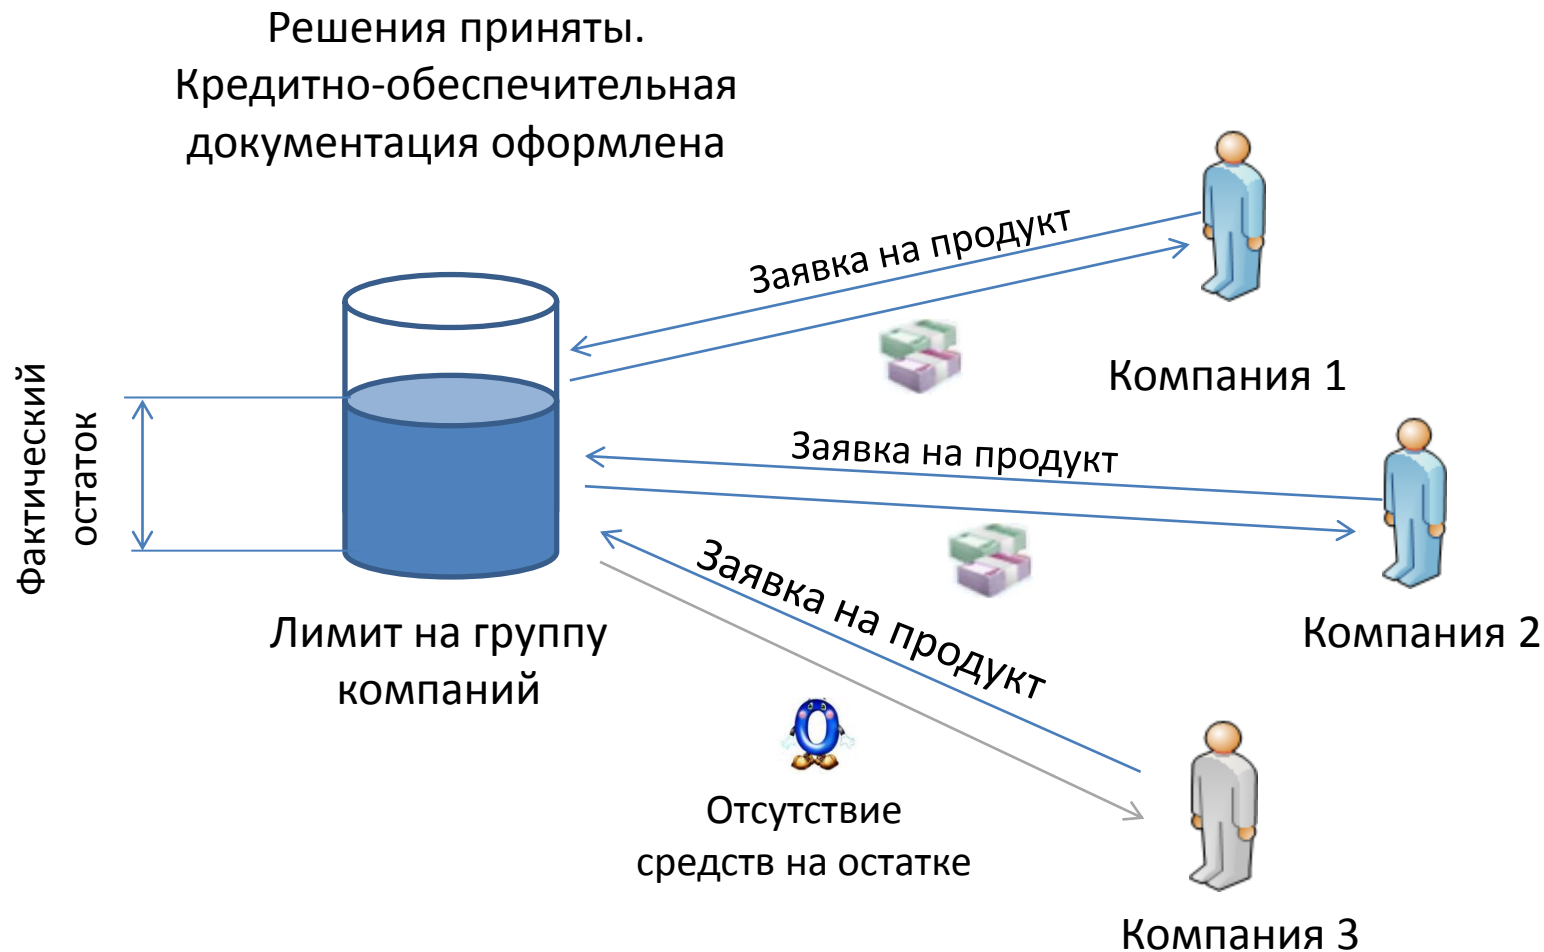 Решения приняты.
Кредитно-обеспечительная
документация оформлена
Заявка на продукт
Компания 1
Фактический
остаток
Заявка на продукт
Компания 2
Лимит на группу
компаний
Заявка на продукт
0
Отсутствие
средств на остатке
Компания 3